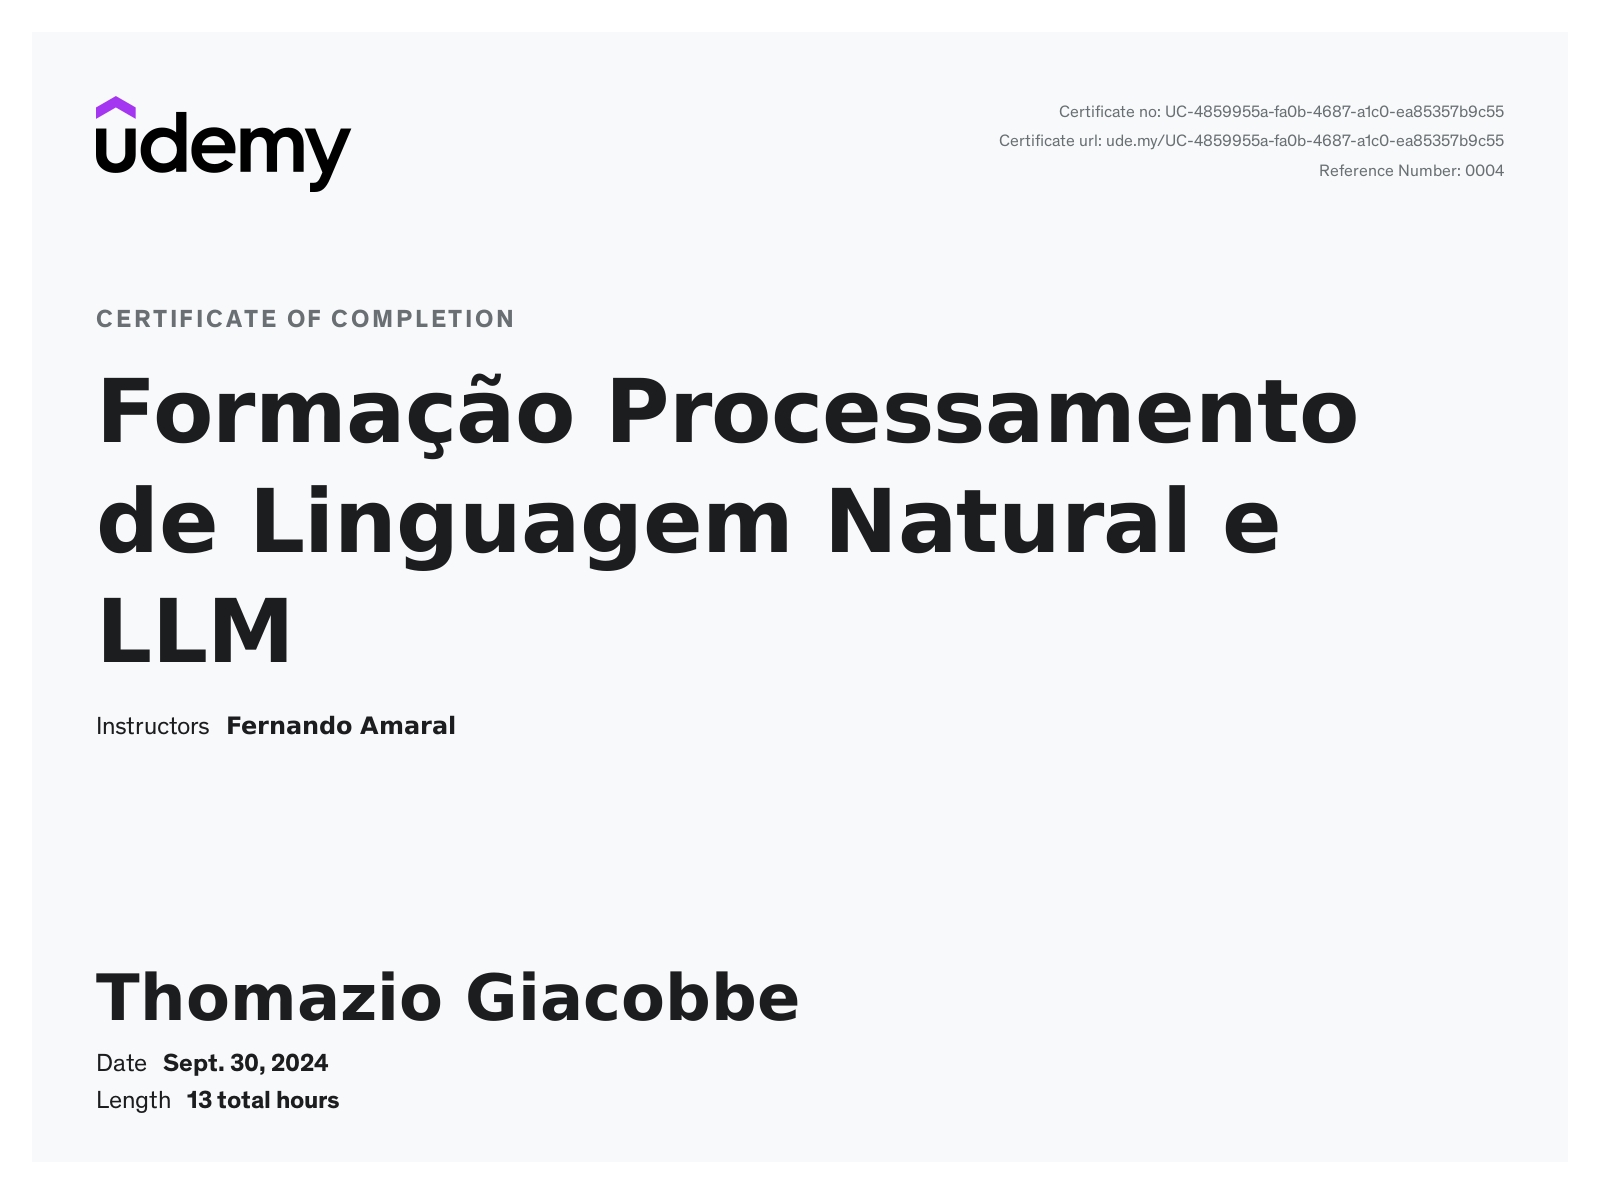 udemy
Certificate no: UC-4859955a-fa0b-4687-a1c0-ea85357b9c55
Certificate url: ude.my/UC-4859955a-fa0b-4687-a1c0-ea85357b9c55
Reference Number: 0004
CERTIFICATE OF COMPLETION
Formação Processamento
de Linguagem Natural e
LLM
Instructors Fernando Amaral
Thomazio Giacobbe
Date Sept. 30, 2024
Length 13 total hours